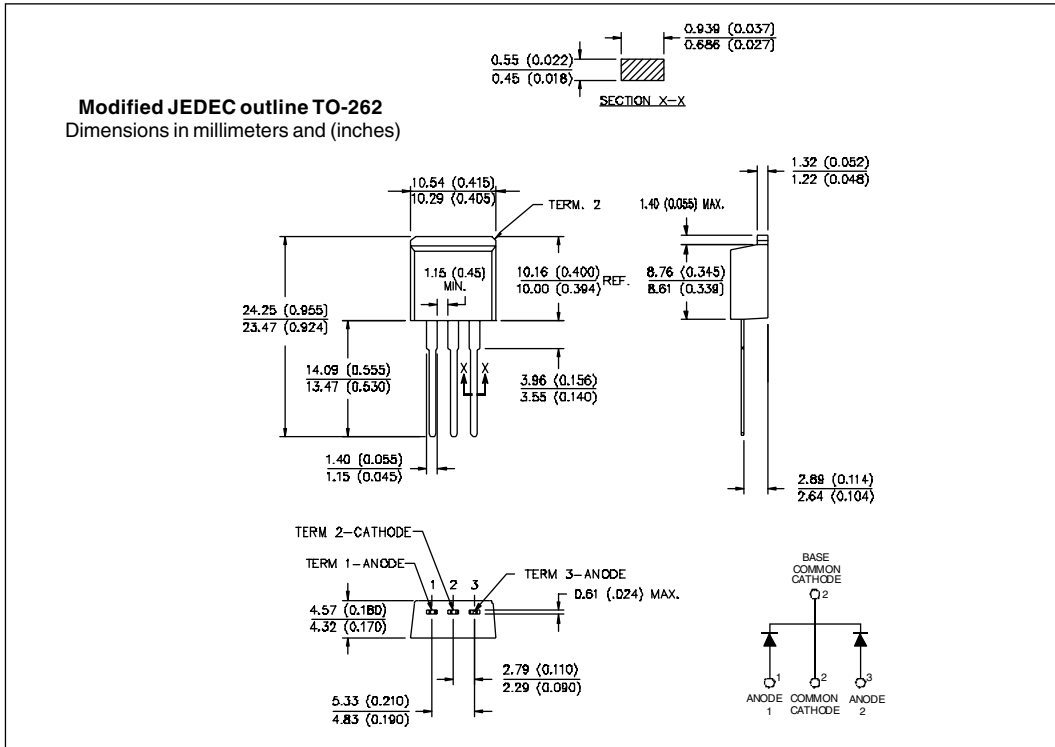 0.939 (0.037)
0.686 (0.027)
0.55 (0.022)
0.45 (0.018)
SECTION X-X
Modified JEDEC outline TO-262
Dimensions in millimeters and (inches)
1.32 (0.052)
1.22 (0.048)
10.54 (0.415)
10.29 (0.405)
TERM. 2
1.40 (0.055) MAX.
1.15 (0.45)
MIN.
10.16 (0.400)
10.00 (0.394)
REF.
8.76 (0.345)
8.61 (0.339)
24.25 (0.955)
23.47 (0.924)
14.09 (0.555)
13.47 (0.530)
X X
3.96 (0.156)
3.55 (0.140)
1.40 (0.055)
1.15 (0.045)
2.89 (0.114)
2.64 (0.104)
TERM 2-CATHODE
TERM 1-ANODE
1 2 3
TERM 3-ANODE
0.61 (.024) MAX.
4.57 (0.180)
4.32 (0.170)
2.79 (0.110)
2.29 (0.090)
5.33 (0.210)
4.83 (0.190)
BASE
COMMON
CATHODE
2
1 2 3
ANODE COMMON ANODE
1 CATHODE 2